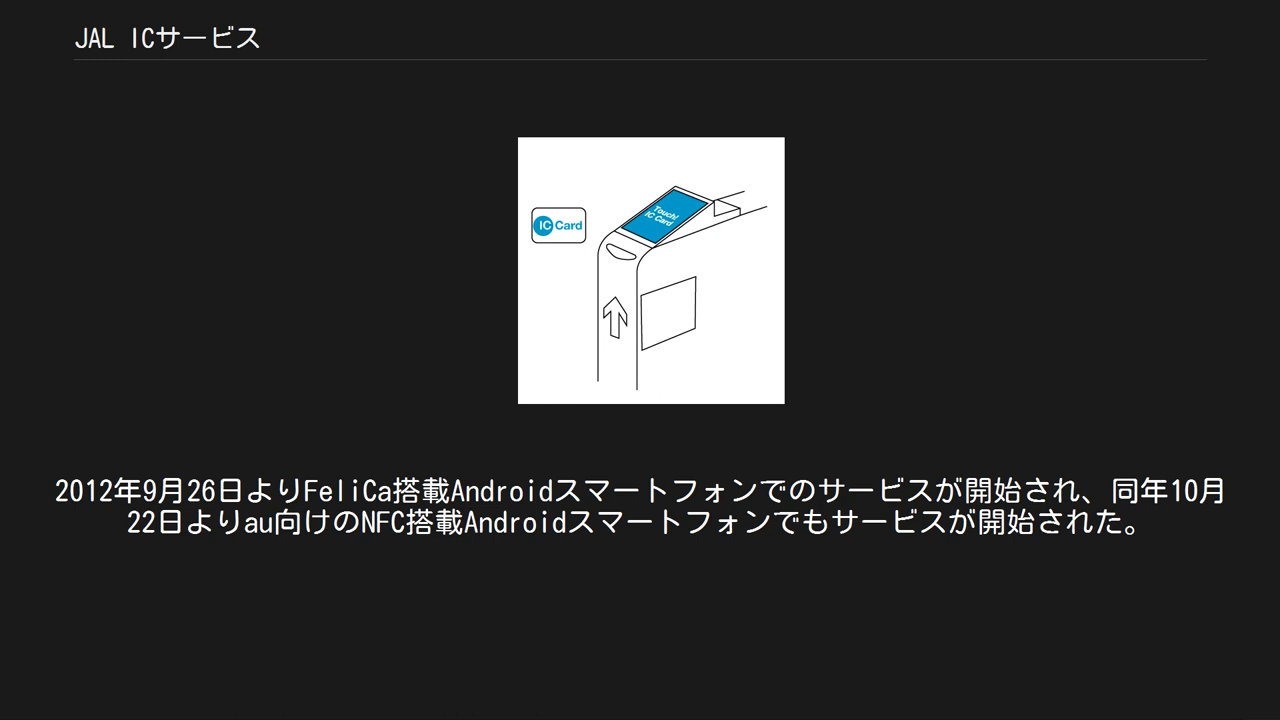 JAL ICサービス
IC Card
Touch!
IC Card
2012年9月26日よりFeliCa搭載Androidスマートフォンでのサービスが開始され、同年10月
22日よりau向けのNFC搭載Androidスマートフォンでもサービスが開始された。